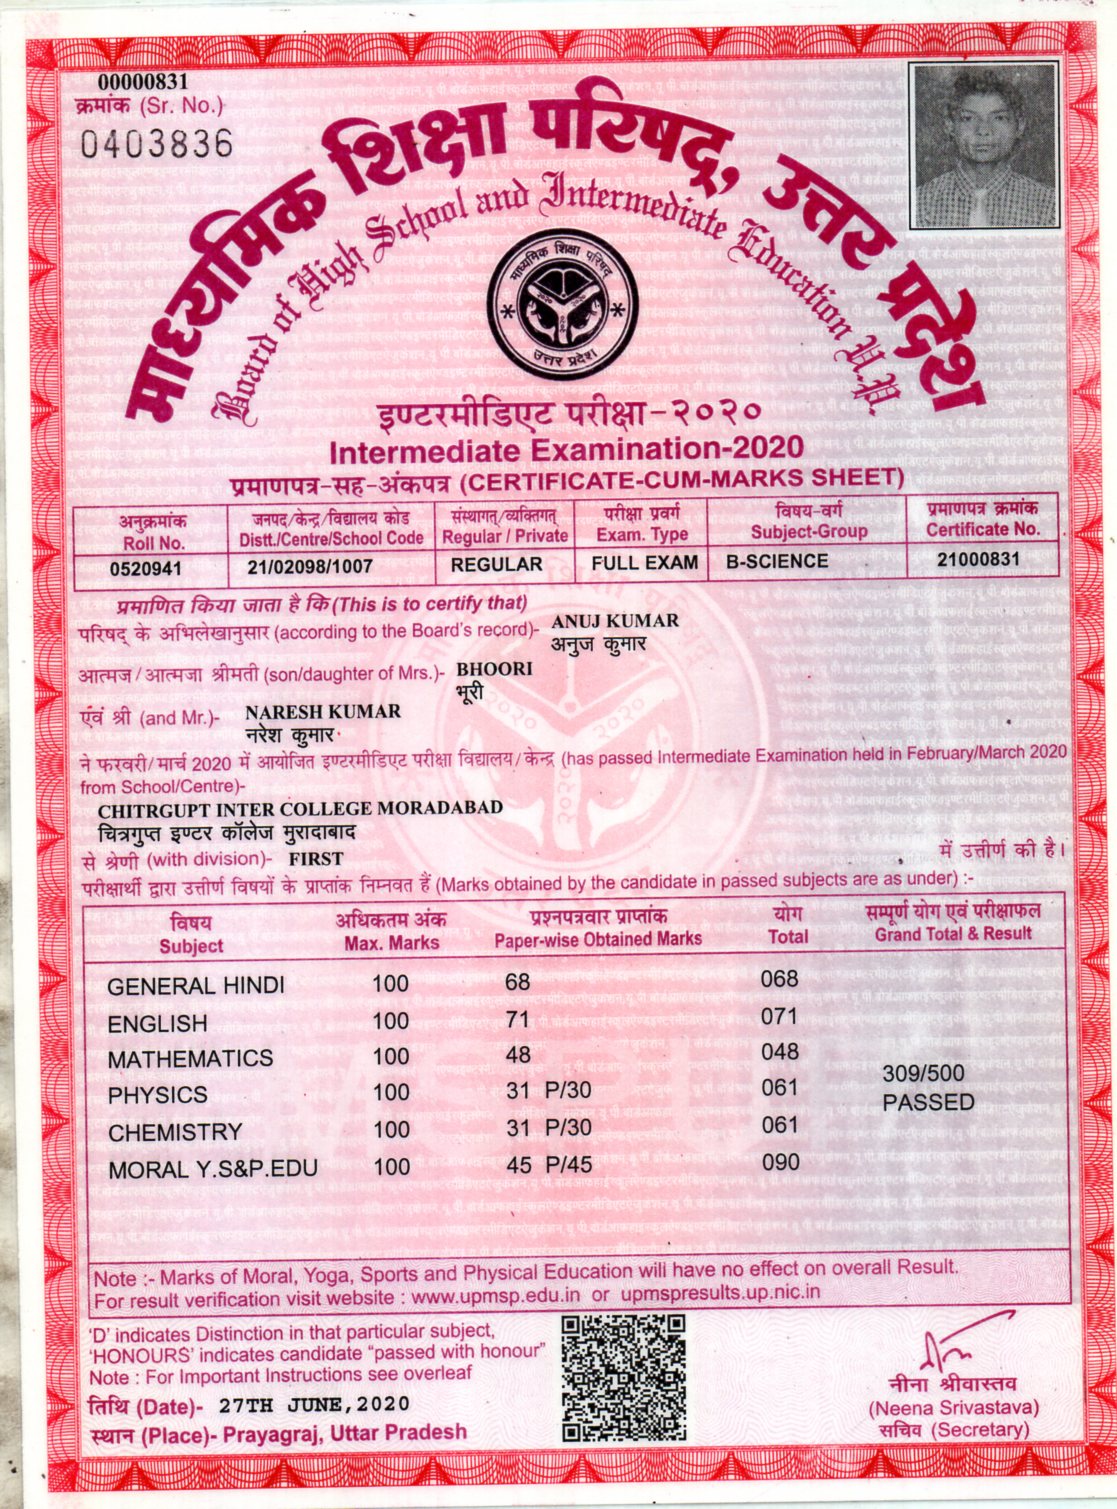 00000831
क्रमांक (Sr. No.)
0403836
माध्यमिक शिक्षा परिषद्, उत्तर प्रदेश
Board of High School and Intermediate Education U.P.
माध्यमिक शिक्षा परिषद्
२०२० २०२०
२०२०
उत्तर प्रदेश
इण्टरमीडिएट परीक्षा-२०२०
Intermediate Examination-2020
प्रमाणपत्र-सह-अंकपत्र (CERTIFICATE-CUM-MARKS SHEET)
अनुक्रमांक जनपद/केन्द्र/विद्यालय कोड संस्थागत्/व्यक्तिगत् परीक्षा प्रवर्ग विषय-वर्ग प्रमाणपत्र क्रमांक
Roll No. Distt./Centre/School Code Regular / Private Exam. Type Subject-Group Certificate No.
0520941 21/02098/1007 REGULAR FULL EXAM B-SCIENCE 21000831
प्रमाणित किया जाता है कि (This is to certify that)
परिषद् के अभिलेखानुसार (according to the Board's record)- ANUJ KUMAR
अनुज कुमार
आत्मज/आत्मजा श्रीमती (son/daughter of Mrs.)- BHOORI
भूरी
एवं श्री (and Mr.)- NARESH KUMAR
नरेश कुमार
ने फरवरी/मार्च 2020 में आयोजित इण्टरमीडिएट परीक्षा विद्यालय/केन्द्र (has passed Intermediate Examination held in February/March 2020
from School/Centre)-
CHITRGUPT INTER COLLEGE MORADABAD
चित्रगुप्त इण्टर कॉलेज मुरादाबाद
से श्रेणी (with division)- FIRST में उत्तीर्ण की है।
परीक्षार्थी द्वारा उत्तीर्ण विषयों के प्राप्तांक निम्नवत हैं (Marks obtained by the candidate in passed subjects are as under) :-
विषय अधिकतम अंक प्रश्नपत्रवार प्राप्तांक योग सम्पूर्ण योग एवं परीक्षाफल
Subject Max. Marks Paper-wise Obtained Marks Total Grand Total & Result
GENERAL HINDI 100 68 068
ENGLISH 100 71 071
MATHEMATICS 100 48 048
PHYSICS 100 31 P/30 061
309/500
PASSED
CHEMISTRY 100 31 P/30 061
MORAL Y.S&P.EDU 100 45 P/45 090
Note :- Marks of Moral, Yoga, Sports and Physical Education will have no effect on overall Result.
For result verification visit website : www.upmsp.edu.in or upmspresults.up.nic.in
'D' indicates Distinction in that particular subject,
'HONOURS' indicates candidate "passed with honour"
Note : For Important Instructions see overleaf
तिथि (Date)- 27TH JUNE,2020
स्थान (Place)- Prayagraj, Uttar Pradesh
नीना श्रीवास्तव
(Neena Srivastava)
सचिव (Secretary)